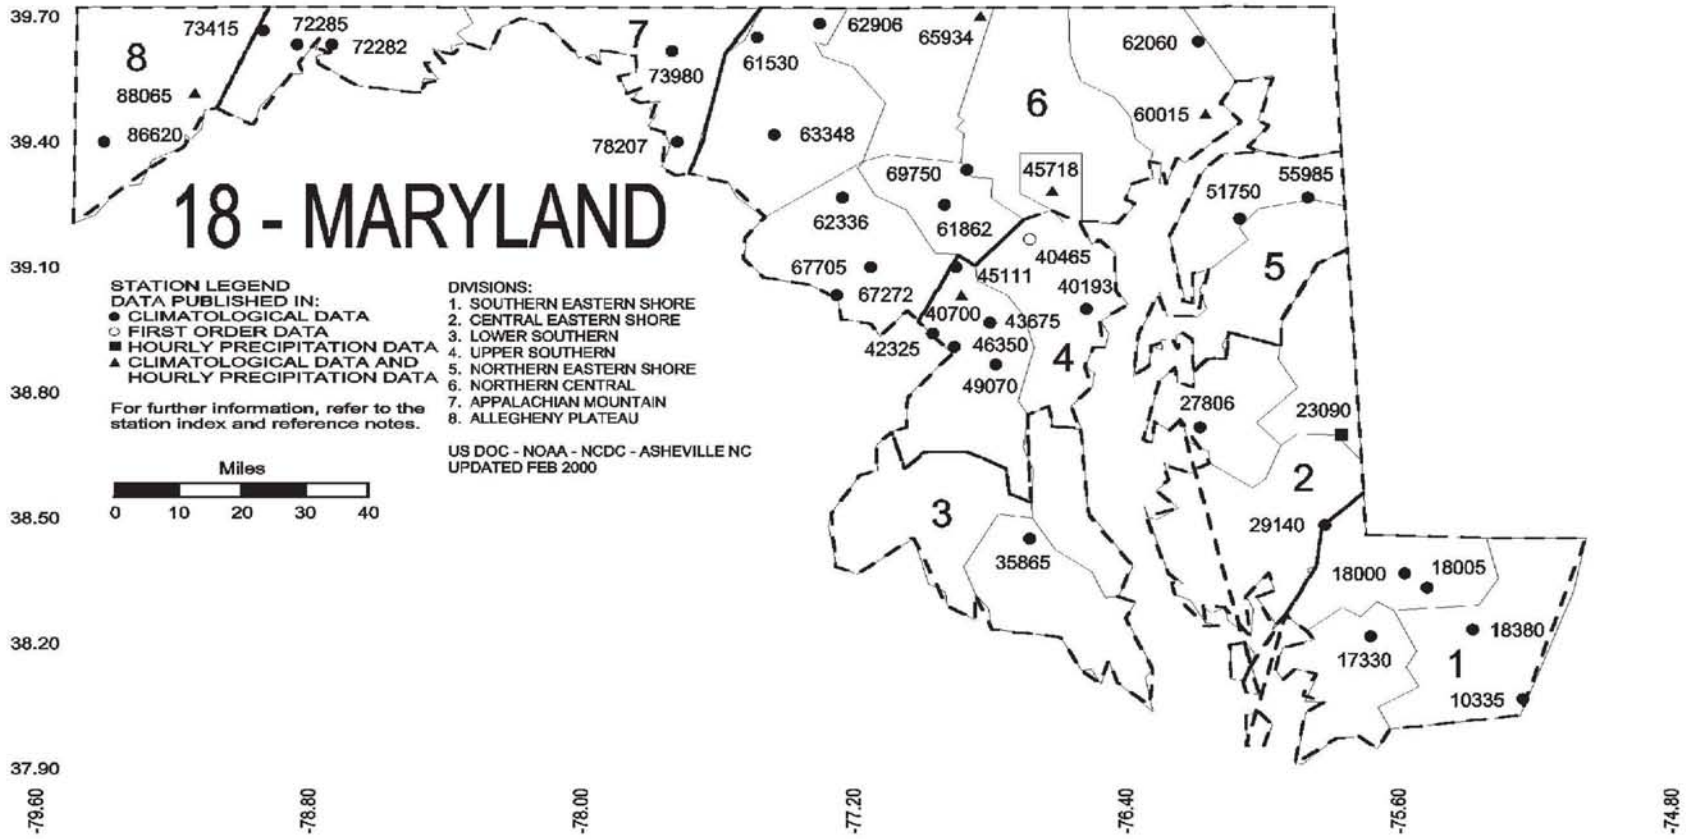 39.70
39.40
39.10
38.80
38.50
38.20
37.90
-79.60
-78.80
-78.00
-77.20
-76.40
-75.60
-74.80
18 - MARYLAND
STATION LEGEND
DATA PUBLISHED IN:
CLIMATOLOGICAL DATA
FIRST ORDER DATA
HOURLY PRECIPITATION DATA
CLIMATOLOGICAL DATA AND
HOURLY PRECIPITATION DATA
For further information, refer to the
station index and reference notes.
Miles
0 10 20 30 40
DIVISIONS:
1. SOUTHERN EASTERN SHORE
2. CENTRAL EASTERN SHORE
3. LOWER SOUTHERN
4. UPPER SOUTHERN
5. NORTHERN EASTERN SHORE
6. NORTHERN CENTRAL
7. APPALACHIAN MOUNTAIN
8. ALLEGHENY PLATEAU
US DOC - NOAA - NCDC - ASHEVILLE NC
UPDATED FEB 2000
8
73415
72285
72282
88065
86620
7
73980
78207
61530
62906
65934
62060
63348
6
60015
69750
45718
62336
61862
51750
55985
67705
67272
45111
40465
40193
5
40700
43675
42325
46350
49070
4
27806
23090
2
3
29140
35865
18000
18005
17330
18380
1
10335